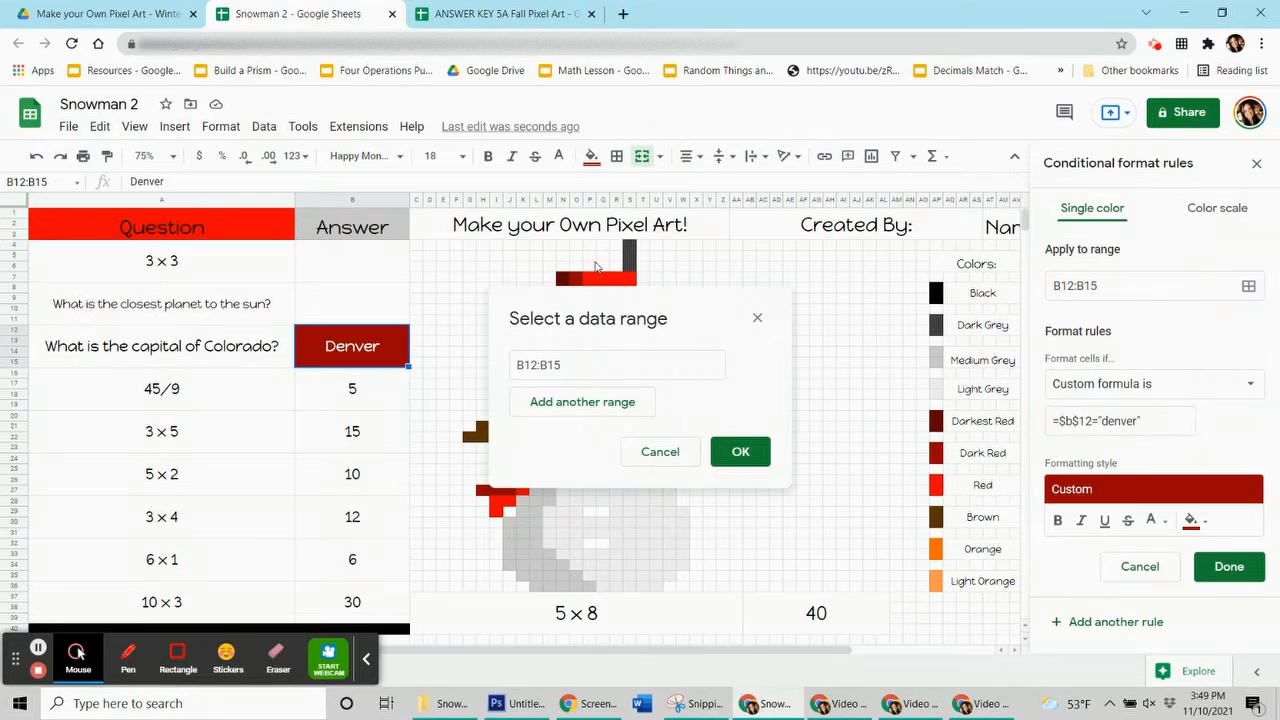 Make your Own Pixel Art - Winte
Snowman 2 - Google Sheets
ANSWER KEY 5A Fall Pixel Art - G
Apps
Resources - Google...
Build a Prism - Goo...
Four Operations Pu...
Google Drive
Math Lesson - Goo...
Random Things an...
https://youtu.be/zR...
Decimals Match - G...
»
Other bookmarks
Reading list
Snowman 2
Share
File Edit View Insert Format Data Tools Extensions Help Last edit was seconds ago
75% $ % .0 .00 123 Happy Mon... 18 B I S A
Conditional format rules
B12:B15 fx Denver
Single color
Color scale
Question
Answer
Make your Own Pixel Art!
Created By:
Nam
Apply to range
B12:B15
3 x 3
Colors:
What is the closest planet to the sun?
Black
Format rules
Select a data range
Dark Grey
What is the capital of Colorado?
Denver
Medium Grey
Format cells if...
Custom formula is
B12:B15
Light Grey
45/9
5
=$b$12="denver"
Add another range
Darkest Red
3 x 5
15
Cancel
OK
Dark Red
Formatting style
Custom
5 x 2
10
Red
3 x 4
12
Brown
B I U S A
6 x 1
6
Orange
Cancel
Done
10 x 3
30
Light Orange
5 x 8
40
+ Add another rule
Mouse
Pen
Rectangle
Stickers
Eraser
START
WEBCAM
Explore
Type here to search
Snow...
Untitle...
Screen...
Snippi...
Snow...
Video ...
Video ...
Video ...
53°F
3:49 PM
11/10/2021